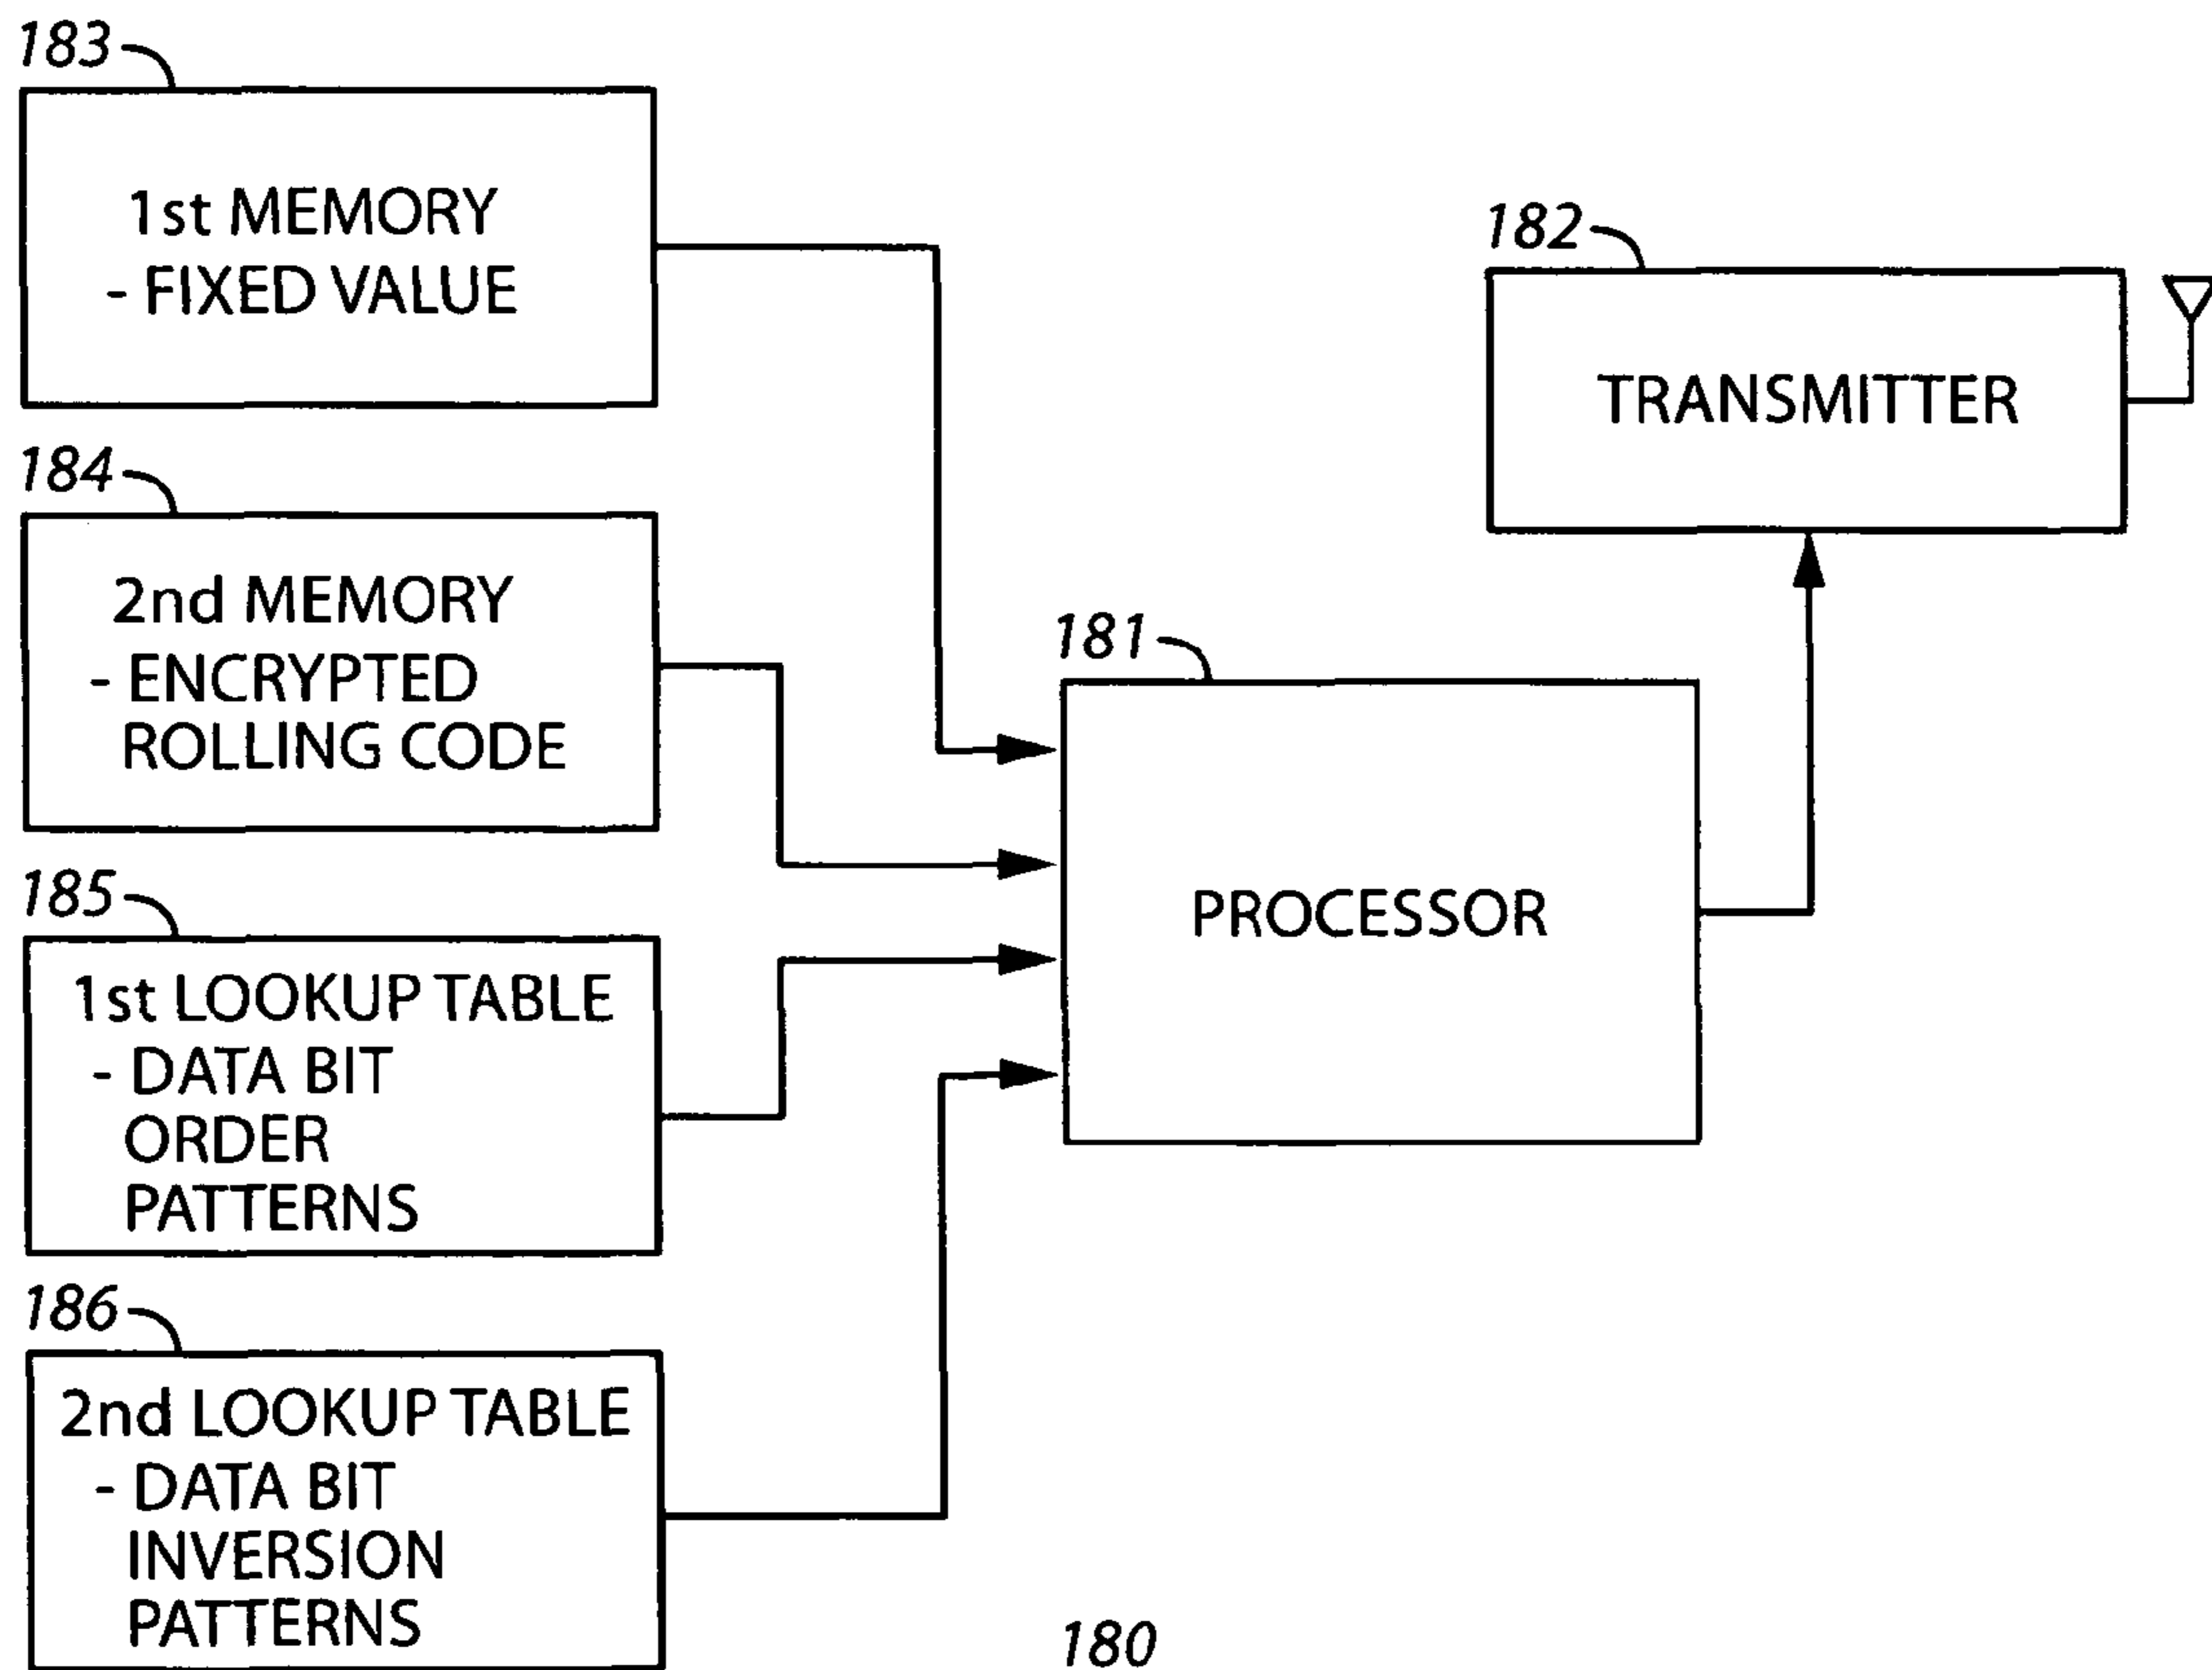 183
1st MEMORY
- FIXED VALUE
184
2nd MEMORY
- ENCRYPTED
ROLLING CODE
185
1st LOOKUP TABLE
- DATA BIT
ORDER
PATTERNS
186
2nd LOOKUP TABLE
- DATA BIT
INVERSION
PATTERNS
181
PROCESSOR
182
TRANSMITTER
180